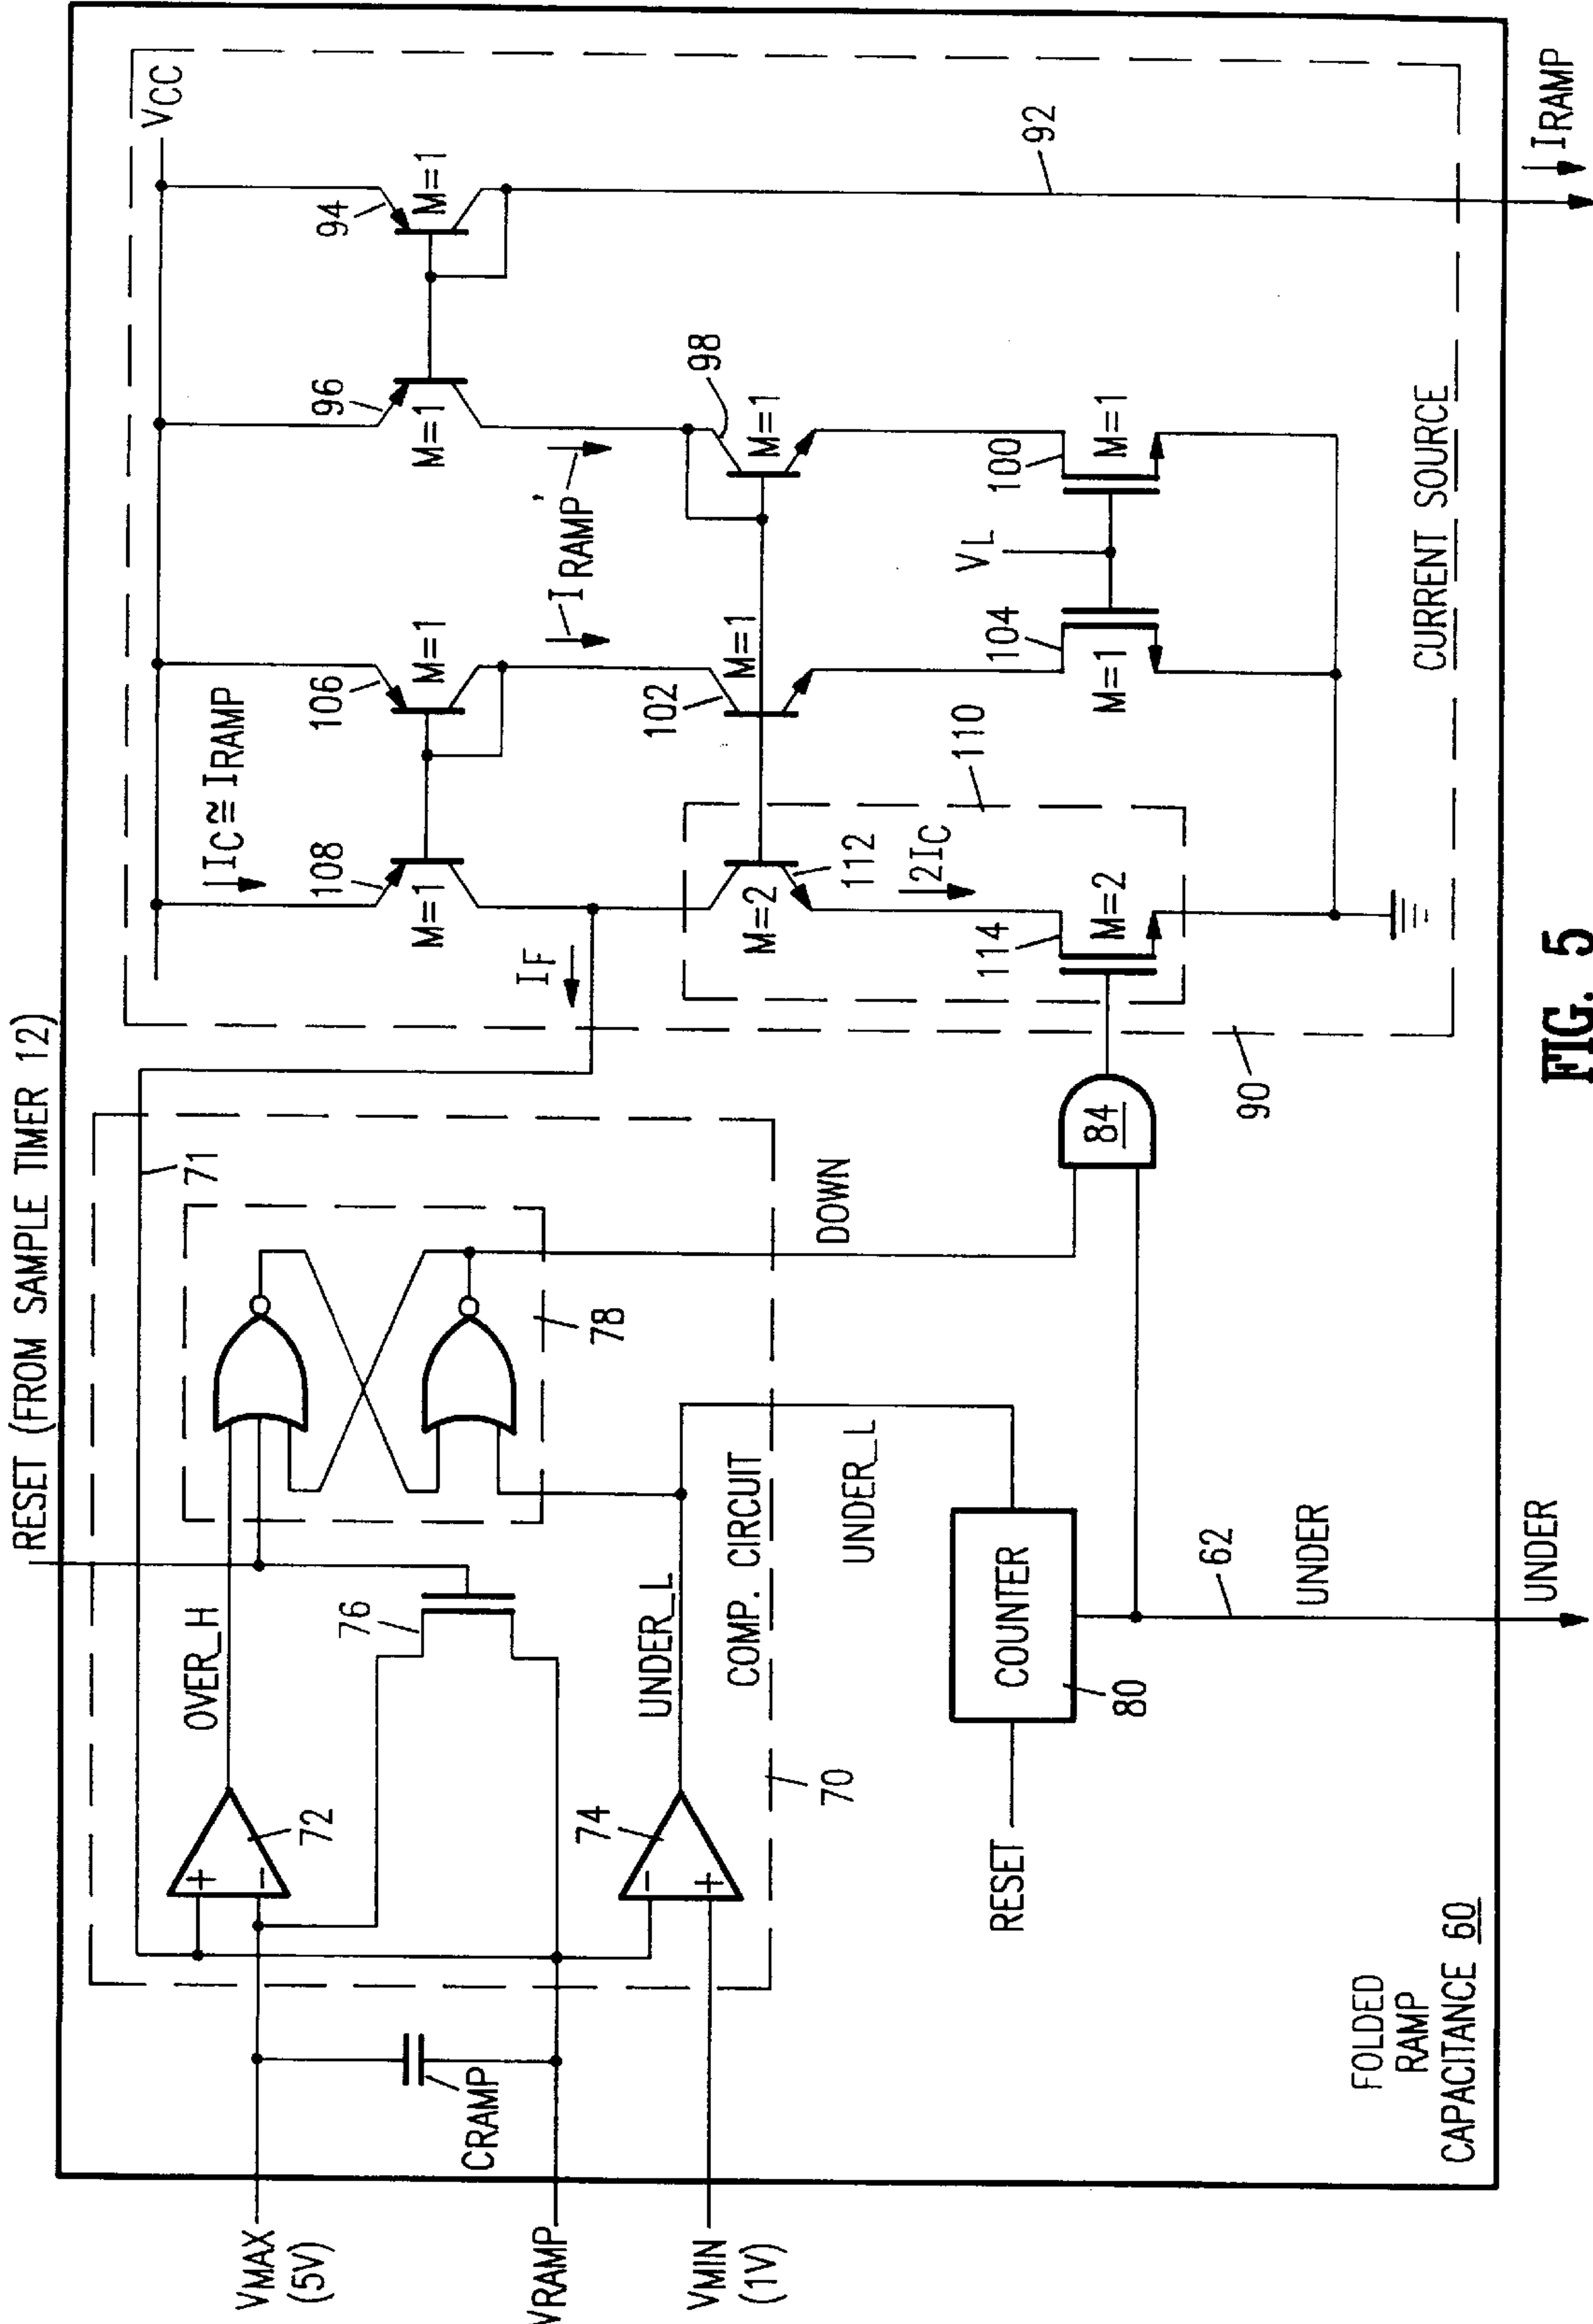 RESET (FROM SAMPLE TIMER 12)
VCC
IC≅IRAMP
94
M=1
96
M=1
106
M=1
108
M=1
92
IRAMP'
IF
98
M=1
102
M=1
M=2
112
110
2IC
VL
100
M=1
104
M=1
114
M=2
CURRENT SOURCE
90
IRAMP
71
78
DOWN
84
OVER_H
76
72
+
-
74
-
+
UNDER_L
COMP. CIRCUIT
70
UNDER_L
RESET
COUNTER
80
62
UNDER
UNDER
VMAX
(5V)
CRAMP
VRAMP
VMIN
(1V)
FOLDED
RAMP
CAPACITANCE 60
FIG. 5